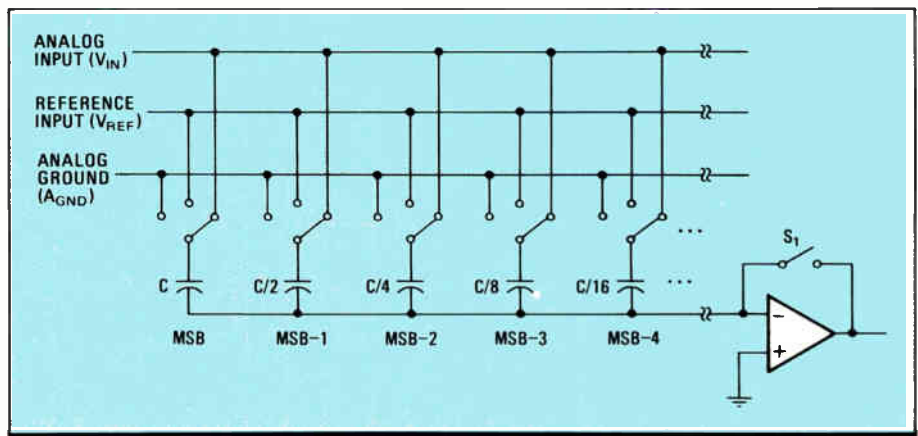 ANALOG
INPUT (VIN)
REFERENCE
INPUT (VREF)
ANALOG
GROUND
(AGND)
S1
C C/2 C/4 C/8 C/16 ...
...
MSB MSB-1 MSB-2 MSB-3 MSB-4
-
+